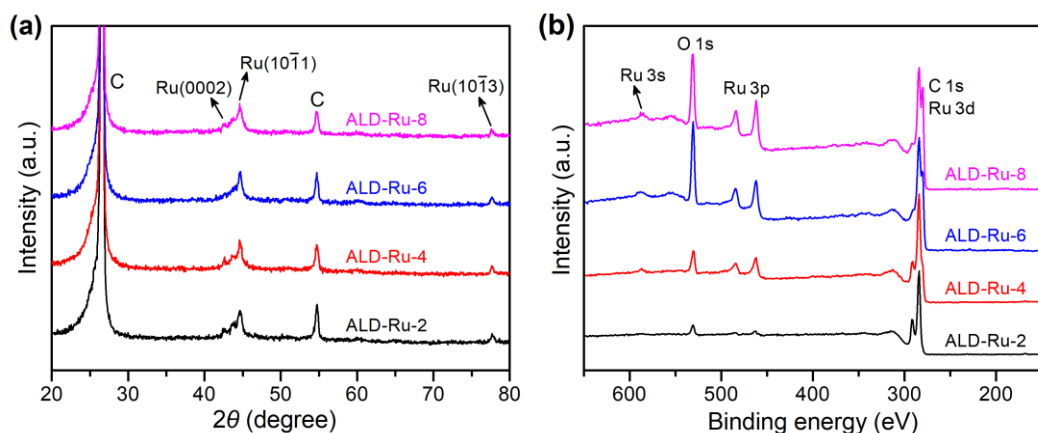 (a)
Intensity (a.u.)
C
Ru(0002)
Ru(101̄1)
C
Ru(101̄3)
ALD-Ru-8
ALD-Ru-6
ALD-Ru-4
ALD-Ru-2
20 30 40 50 60 70 80
2θ (degree)
(b)
Intensity (a.u.)
Ru 3s
O 1s
Ru 3p
C 1s
Ru 3d
ALD-Ru-8
ALD-Ru-6
ALD-Ru-4
ALD-Ru-2
600 500 400 300 200
Binding energy (eV)